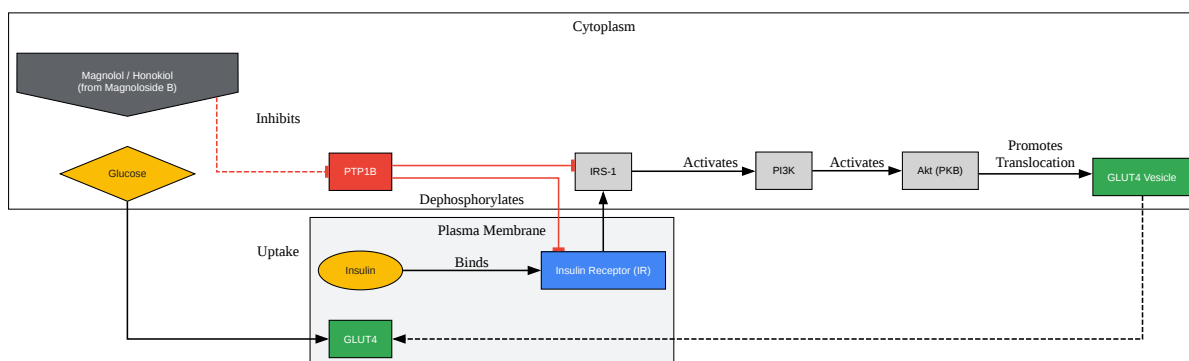 Cytoplasm
Magnolol / Honokiol
(from Magnoloside B)
Inhibits
Glucose
PTP1B
IRS-1
Activates
PI3K
Activates
Akt (PKB)
Promotes
Translocation
GLUT4 Vesicle
Dephosphorylates
Plasma Membrane
Uptake
Insulin
Binds
Insulin Receptor (IR)
GLUT4